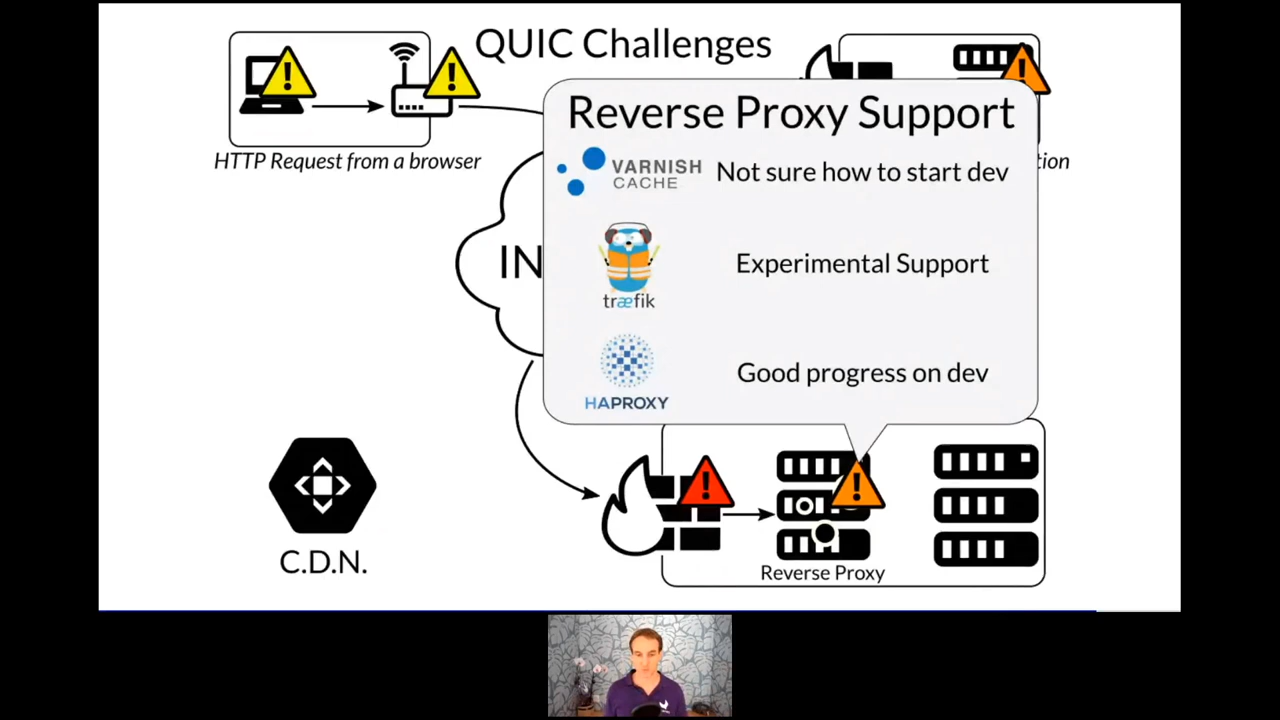 QUIC Challenges
HTTP Request from a browser
tion
Reverse Proxy Support
VARNISH
CACHE
Not sure how to start dev
træfik
Experimental Support
HAPROXY
Good progress on dev
IN
C.D.N.
Reverse Proxy